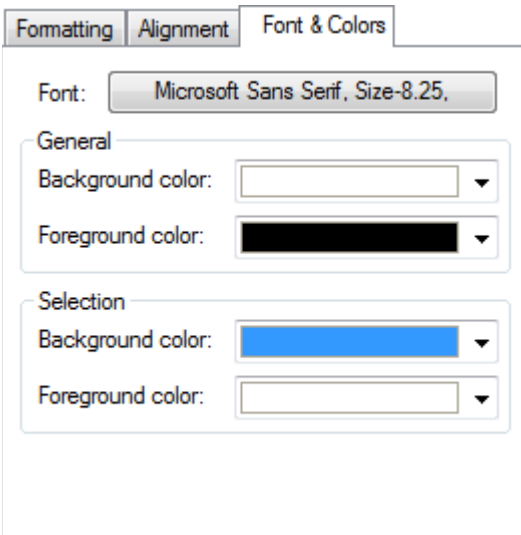 Formatting Alignment Font & Colors
Font: Microsoft Sans Serif, Size-8.25,
General
Background color:
Foreground color:
Selection
Background color:
Foreground color: